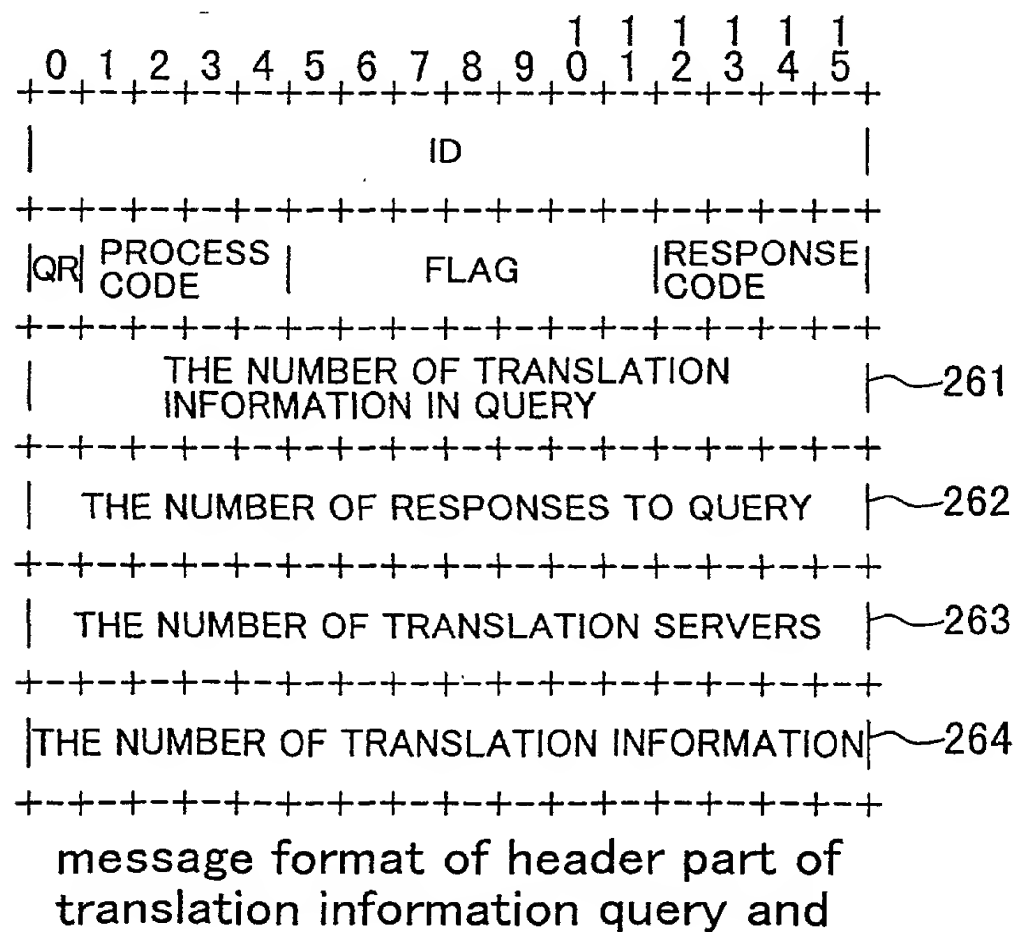 1 1 1 1 1 1
0 1 2 3 4 5 6 7 8 9 0 1 2 3 4 5
+-+-+-+-+-+-+-+-+-+-+-+-+-+-+-+-+
| ID |
+-+-+-+-+-+-+-+-+-+-+-+-+-+-+-+-+
|QR| PROCESS CODE | FLAG |RESPONSE CODE|
+-+-+-+-+-+-+-+-+-+-+-+-+-+-+-+-+
| THE NUMBER OF TRANSLATION
INFORMATION IN QUERY | 261
+-+-+-+-+-+-+-+-+-+-+-+-+-+-+-+-+
| THE NUMBER OF RESPONSES TO QUERY | 262
+-+-+-+-+-+-+-+-+-+-+-+-+-+-+-+-+
| THE NUMBER OF TRANSLATION SERVERS | 263
+-+-+-+-+-+-+-+-+-+-+-+-+-+-+-+-+
|THE NUMBER OF TRANSLATION INFORMATION| 264
+-+-+-+-+-+-+-+-+-+-+-+-+-+-+-+-+
message format of header part of
translation information query and